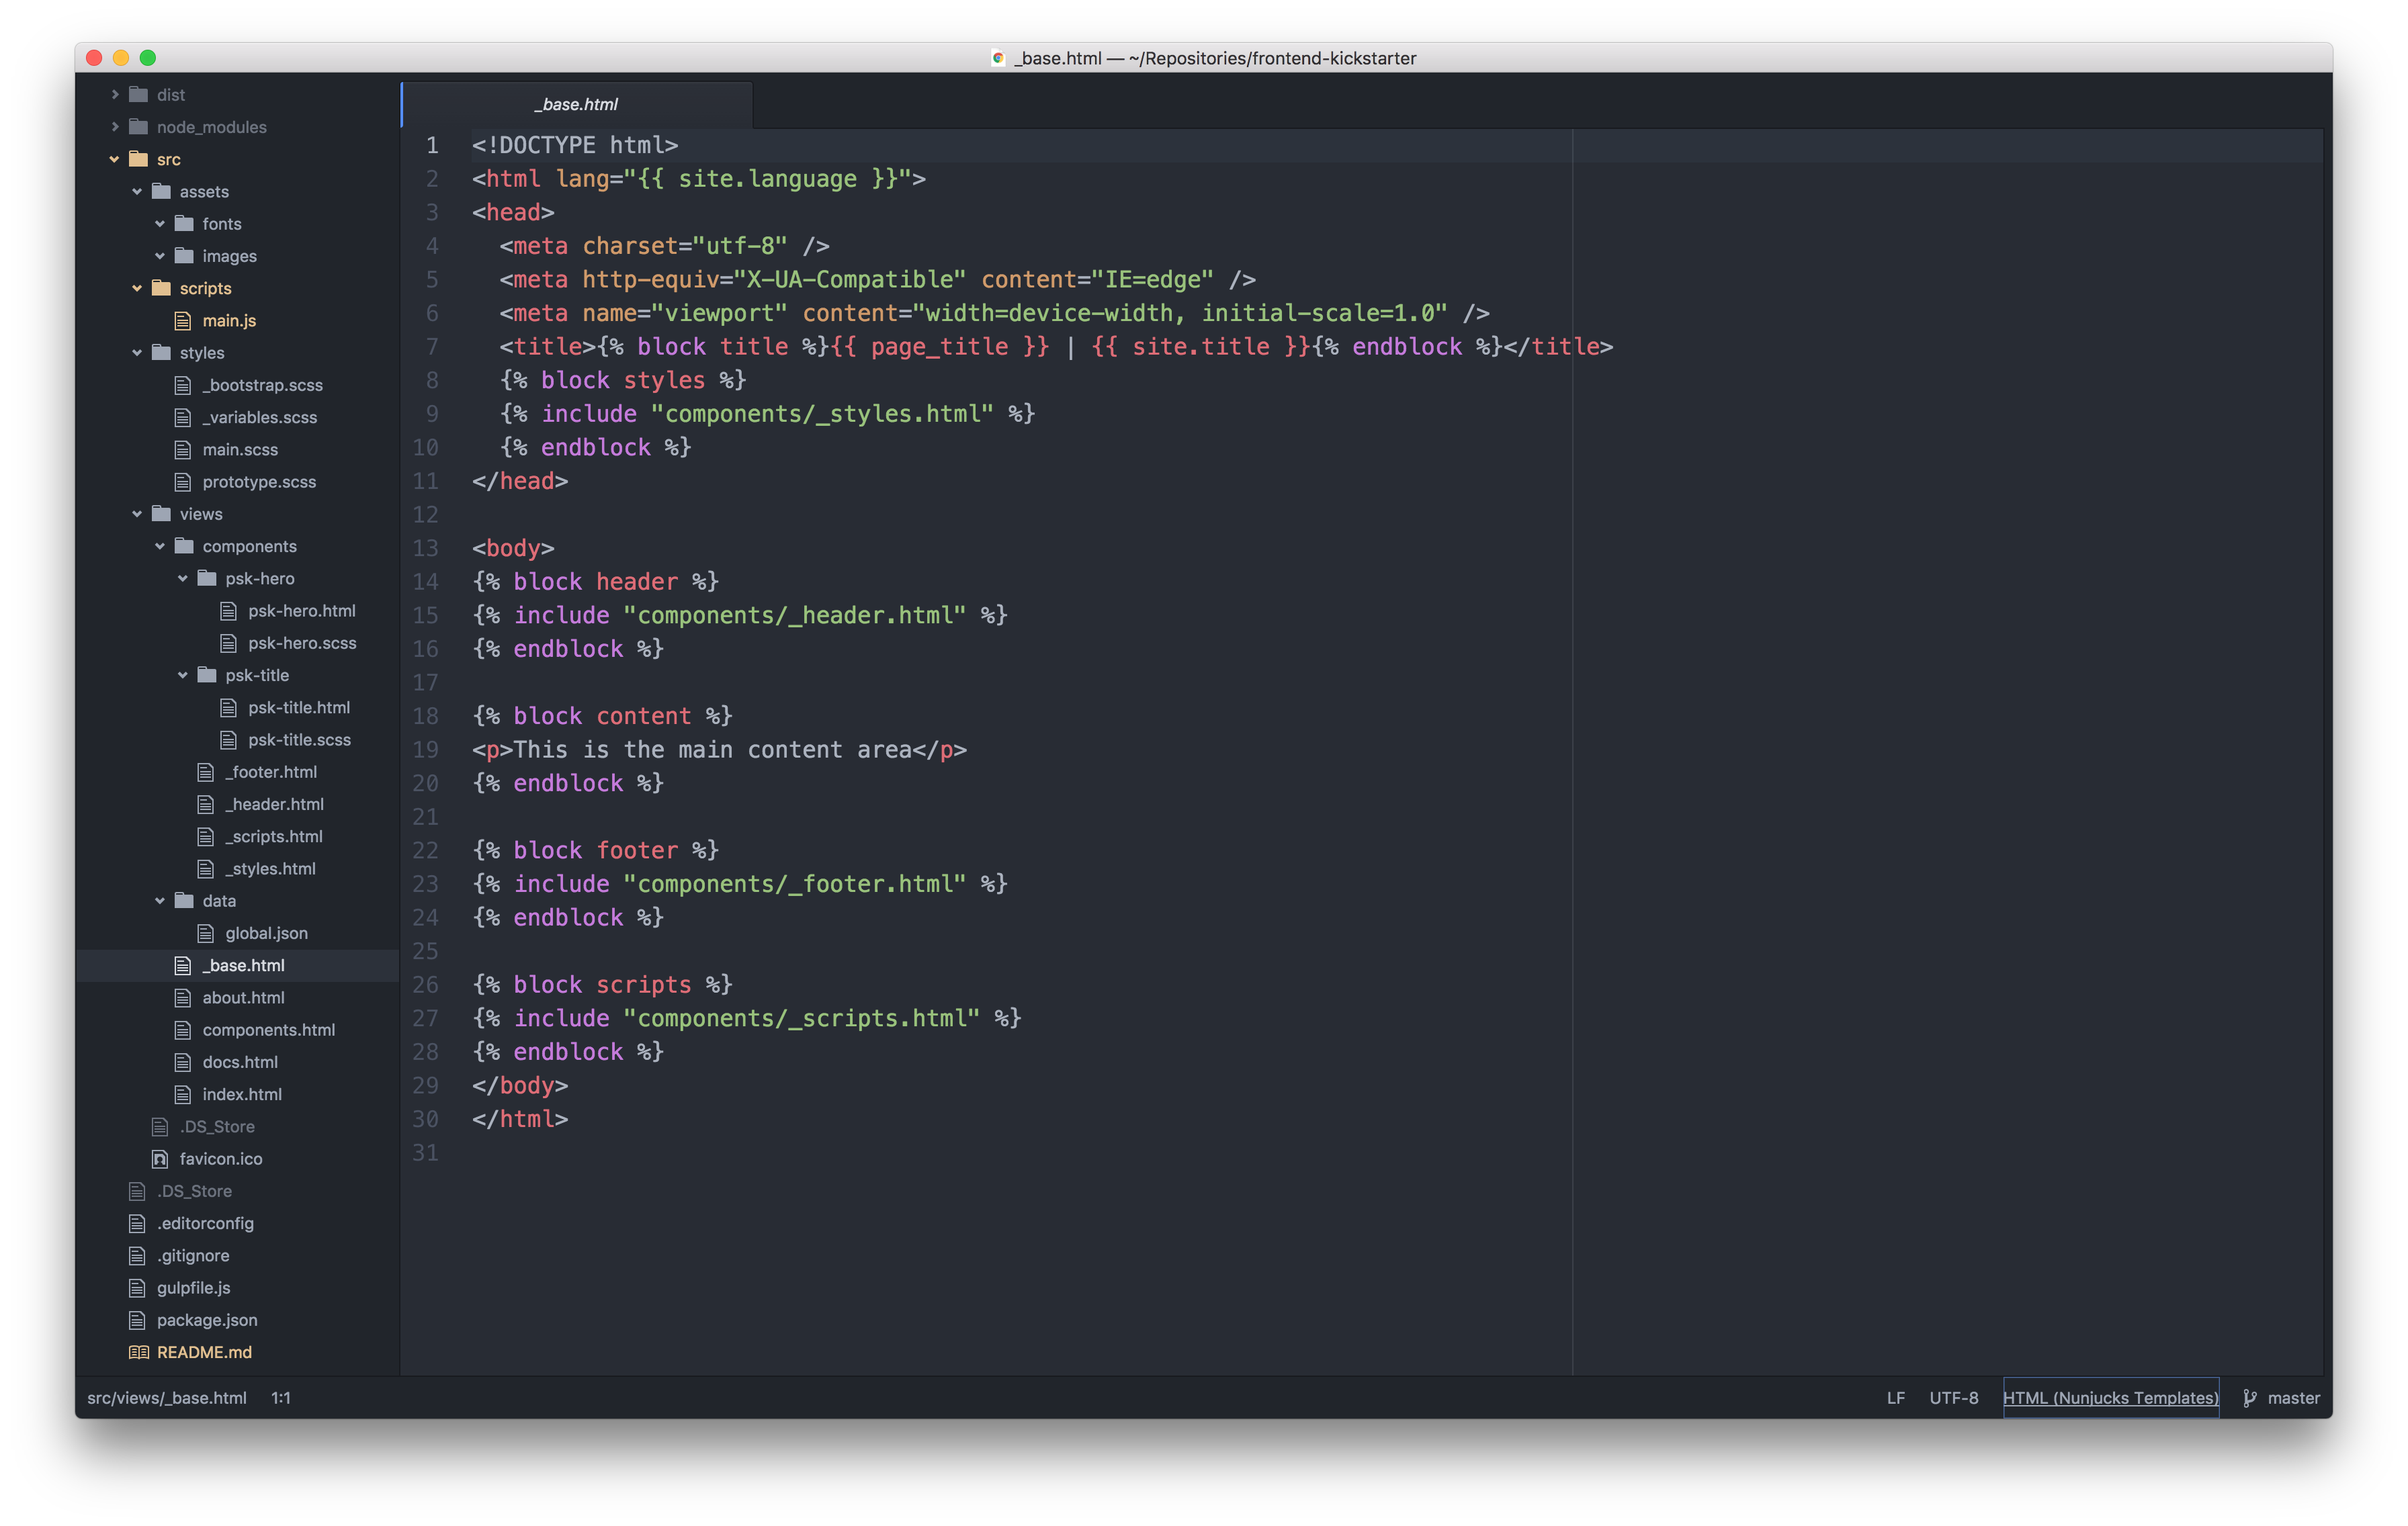 _base.html — ~/Repositories/frontend-kickstarter
dist
node_modules
src
assets
fonts
images
scripts
main.js
styles
_bootstrap.scss
_variables.scss
main.scss
prototype.scss
views
components
psk-hero
psk-hero.html
psk-hero.scss
psk-title
psk-title.html
psk-title.scss
_footer.html
_header.html
_scripts.html
_styles.html
data
global.json
_base.html
about.html
components.html
docs.html
index.html
.DS_Store
favicon.ico
.DS_Store
.editorconfig
.gitignore
gulpfile.js
package.json
README.md
_base.html
1 <!DOCTYPE html>
2 <html lang="{{ site.language }}">
3 <head>
4   <meta charset="utf-8" />
5   <meta http-equiv="X-UA-Compatible" content="IE=edge" />
6   <meta name="viewport" content="width=device-width, initial-scale=1.0" />
7   <title>{% block title %}{{ page_title }} | {{ site.title }}{% endblock %}</title>
8   {% block styles %}
9   {% include "components/_styles.html" %}
10   {% endblock %}
11 </head>
12
13 <body>
14 {% block header %}
15 {% include "components/_header.html" %}
16 {% endblock %}
17
18 {% block content %}
19 <p>This is the main content area</p>
20 {% endblock %}
21
22 {% block footer %}
23 {% include "components/_footer.html" %}
24 {% endblock %}
25
26 {% block scripts %}
27 {% include "components/_scripts.html" %}
28 {% endblock %}
29 </body>
30 </html>
31
src/views/_base.html 1:1 LF UTF-8 HTML (Nunjucks Templates) master